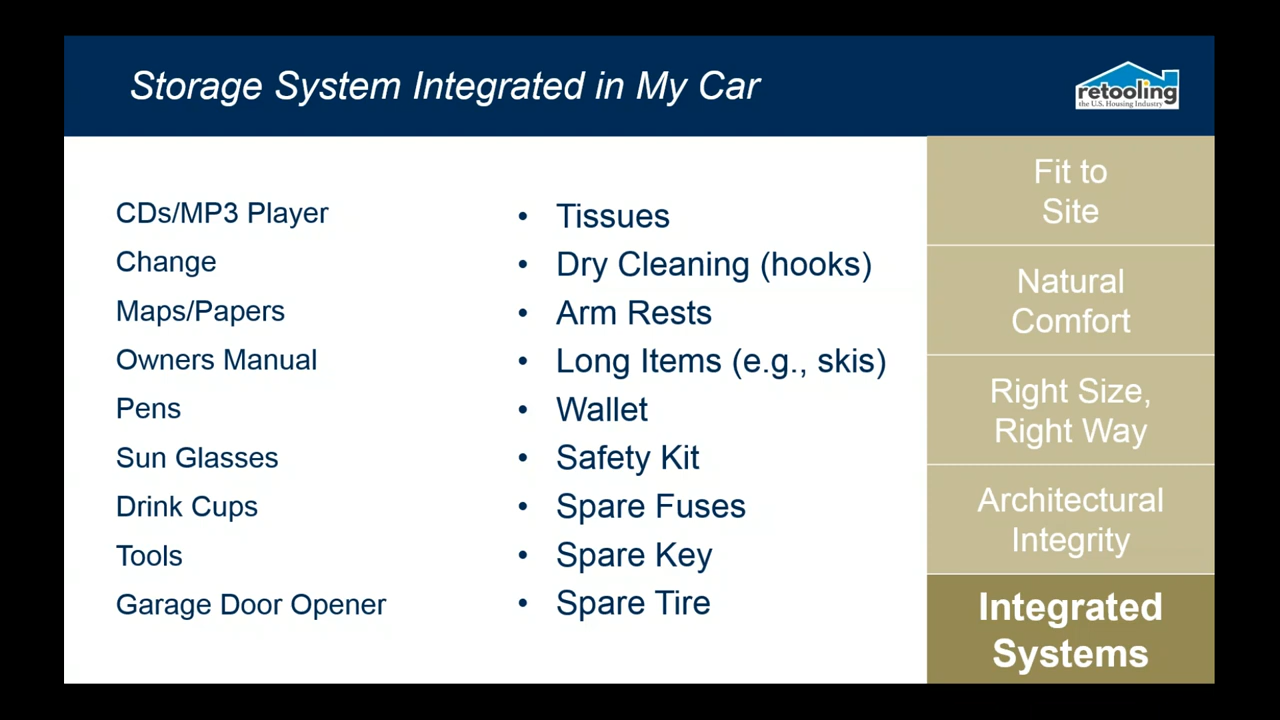 Storage System Integrated in My Car
retooling
the U.S. Housing Industry
CDs/MP3 Player
Change
Maps/Papers
Owners Manual
Pens
Sun Glasses
Drink Cups
Tools
Garage Door Opener
• Tissues
• Dry Cleaning (hooks)
• Arm Rests
• Long Items (e.g., skis)
• Wallet
• Safety Kit
• Spare Fuses
• Spare Key
• Spare Tire
Fit to
Site
Natural
Comfort
Right Size,
Right Way
Architectural
Integrity
Integrated
Systems